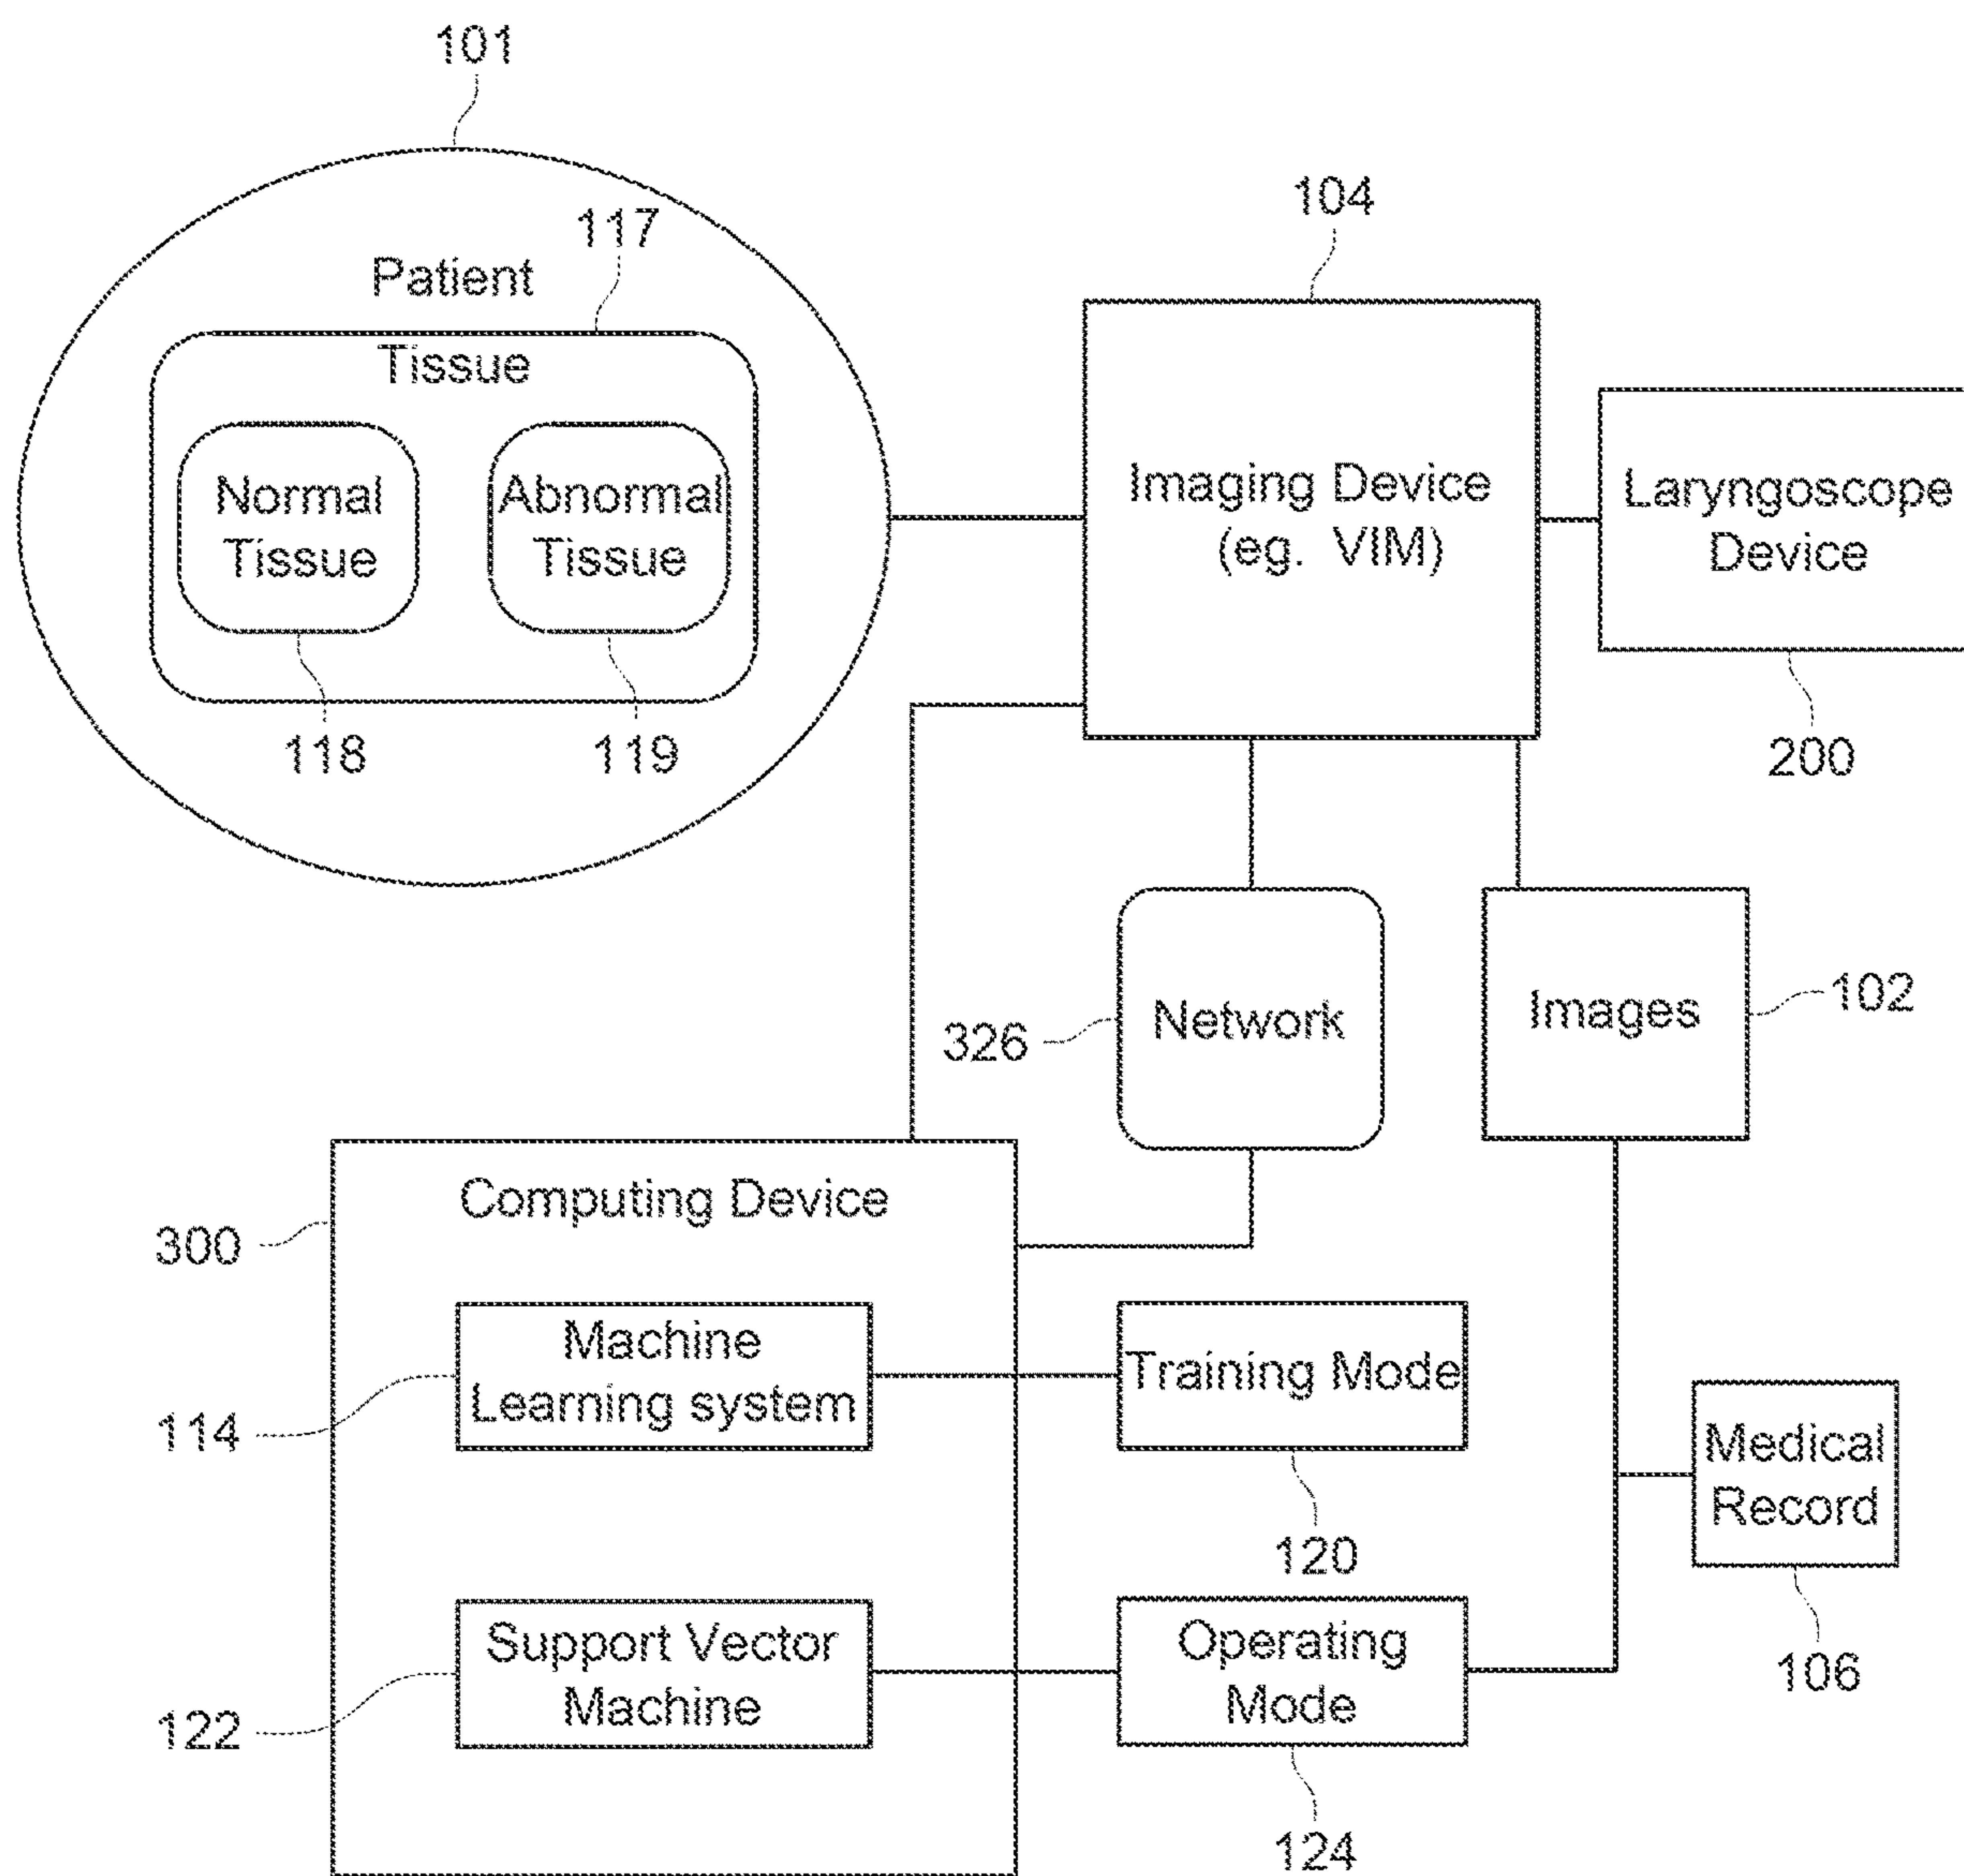 101
117
Patient
Tissue
Normal
Tissue
Abnormal
Tissue
118
119
104
Imaging Device
(eg. VIM)
Laryngoscope
Device
200
Network
326
Images
102
Computing Device
300
Machine
Learning system
114
Training Mode
120
Medical
Record
106
Support Vector
Machine
122
Operating
Mode
124